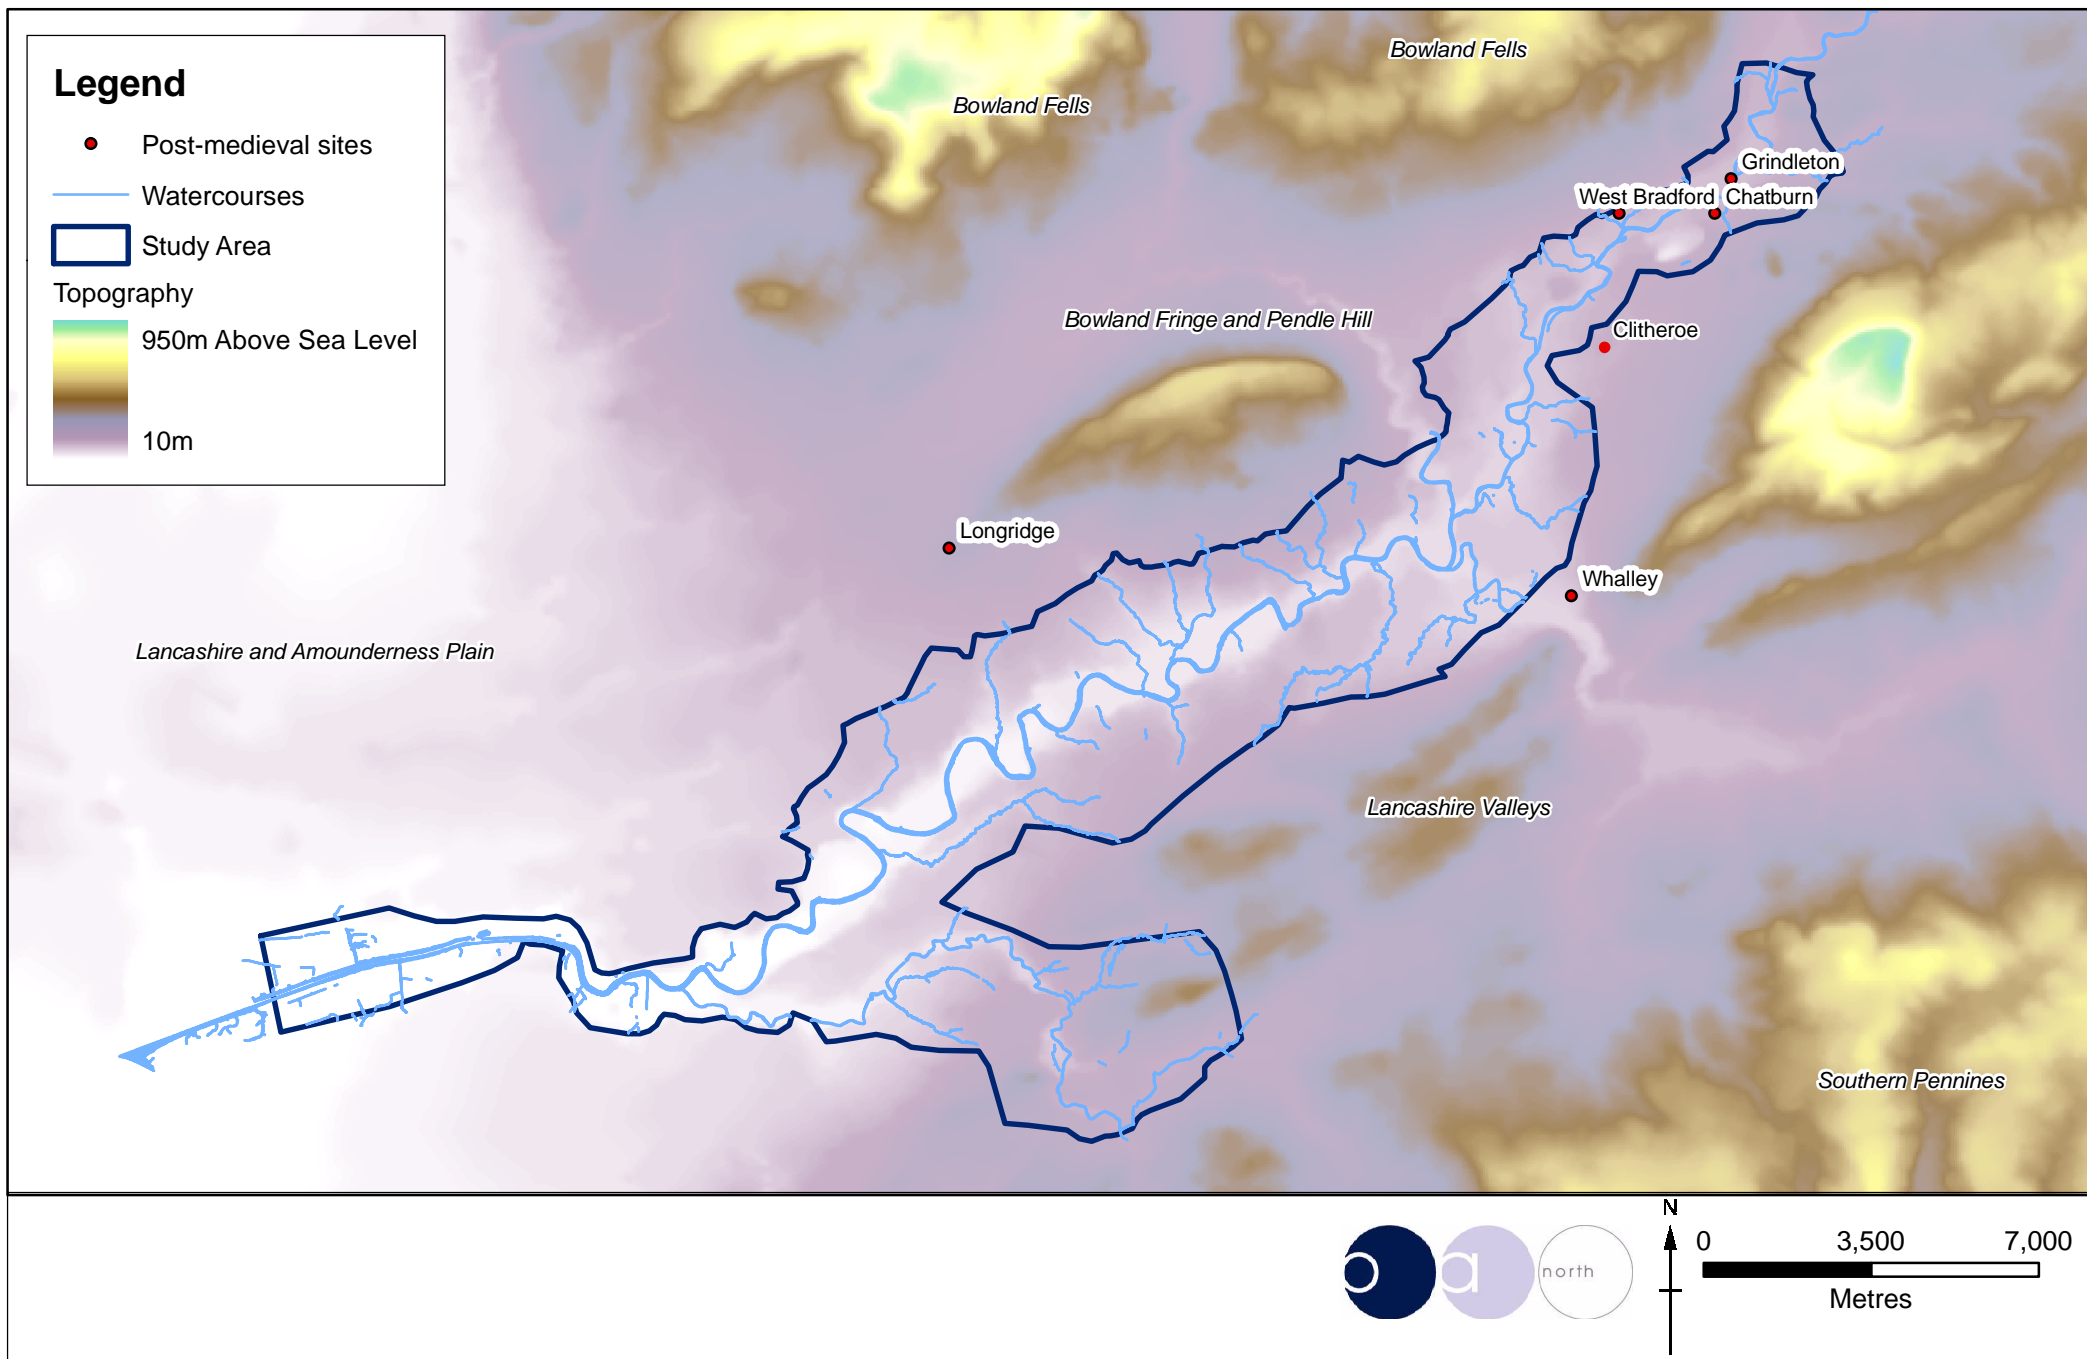 Legend
Post-medieval sites
Watercourses
Study Area
Topography
950m Above Sea Level
10m
Bowland Fells
Bowland Fells
Grindleton
West Bradford
Chatburn
Bowland Fringe and Pendle Hill
Clitheroe
Longridge
Whalley
Lancashire and Amounderness Plain
Lancashire Valleys
Southern Pennines
o a north
N
0 3,500 7,000
Metres